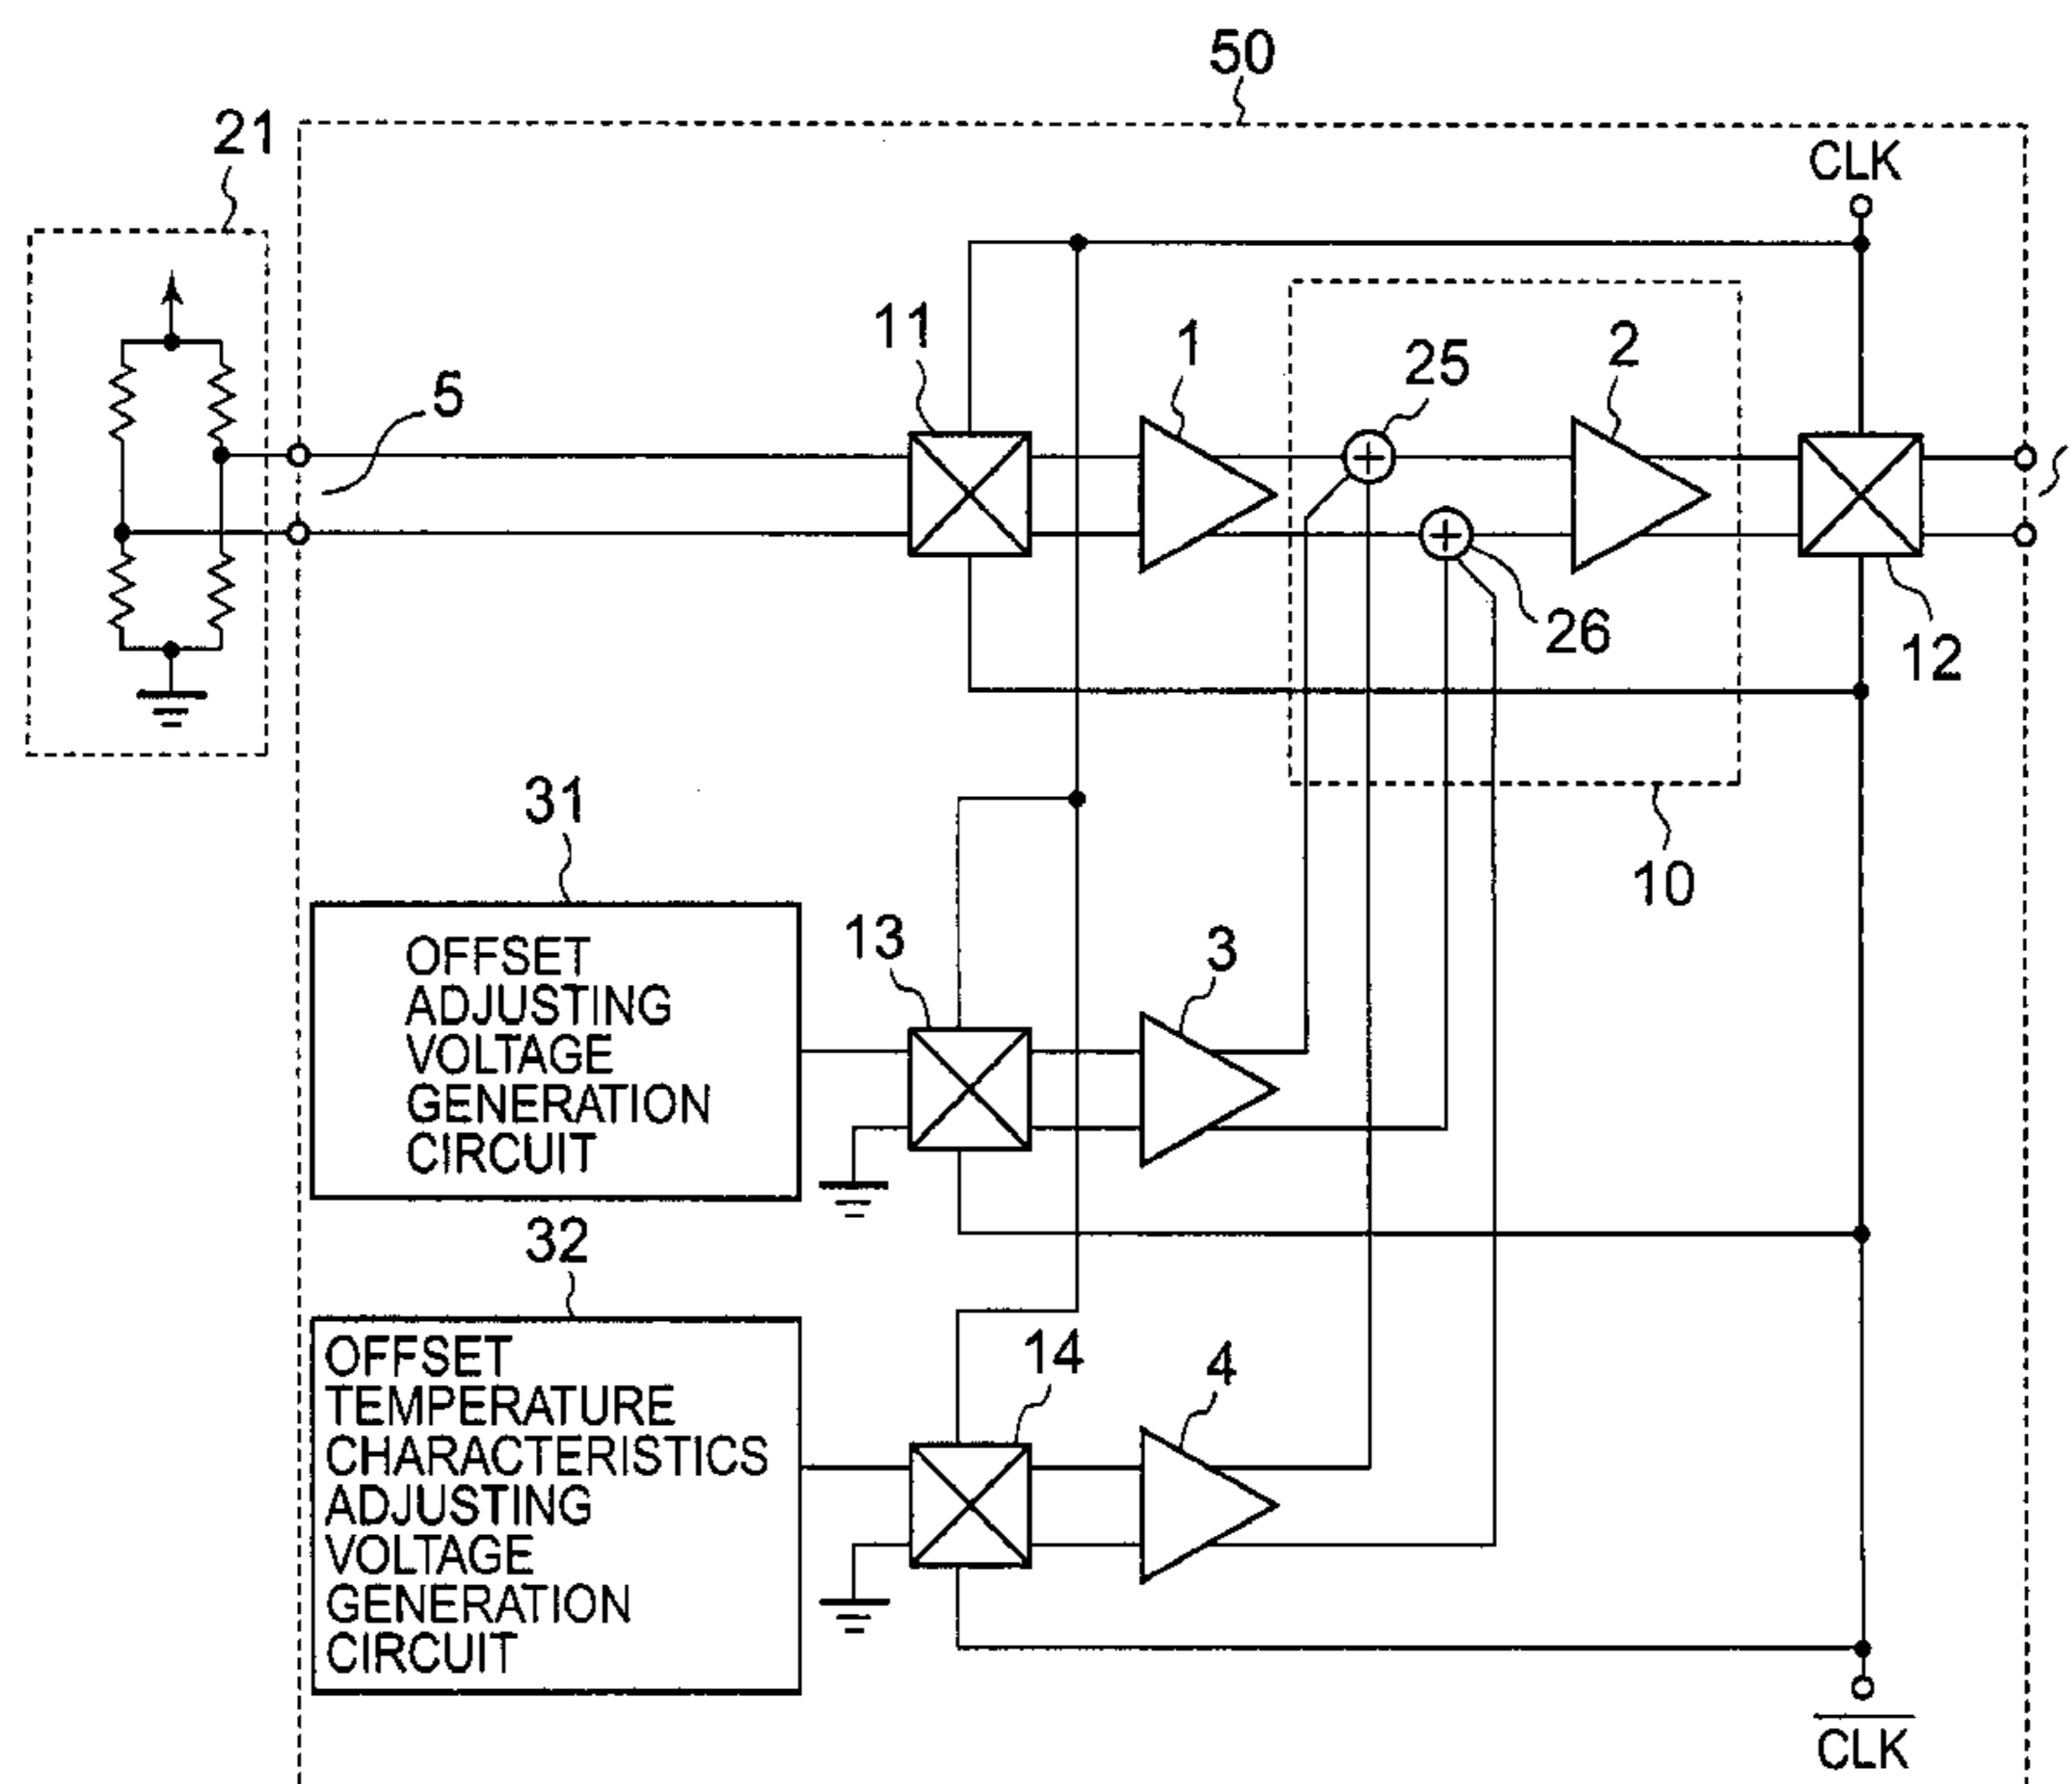 50
21
CLK
11
1
25
2
5
26
12
10
31
OFFSET
ADJUSTING
VOLTAGE
GENERATION
CIRCUIT
13
3
32
OFFSET
TEMPERATURE
CHARACTERISTICS
ADJUSTING
VOLTAGE
GENERATION
CIRCUIT
14
4
CLK